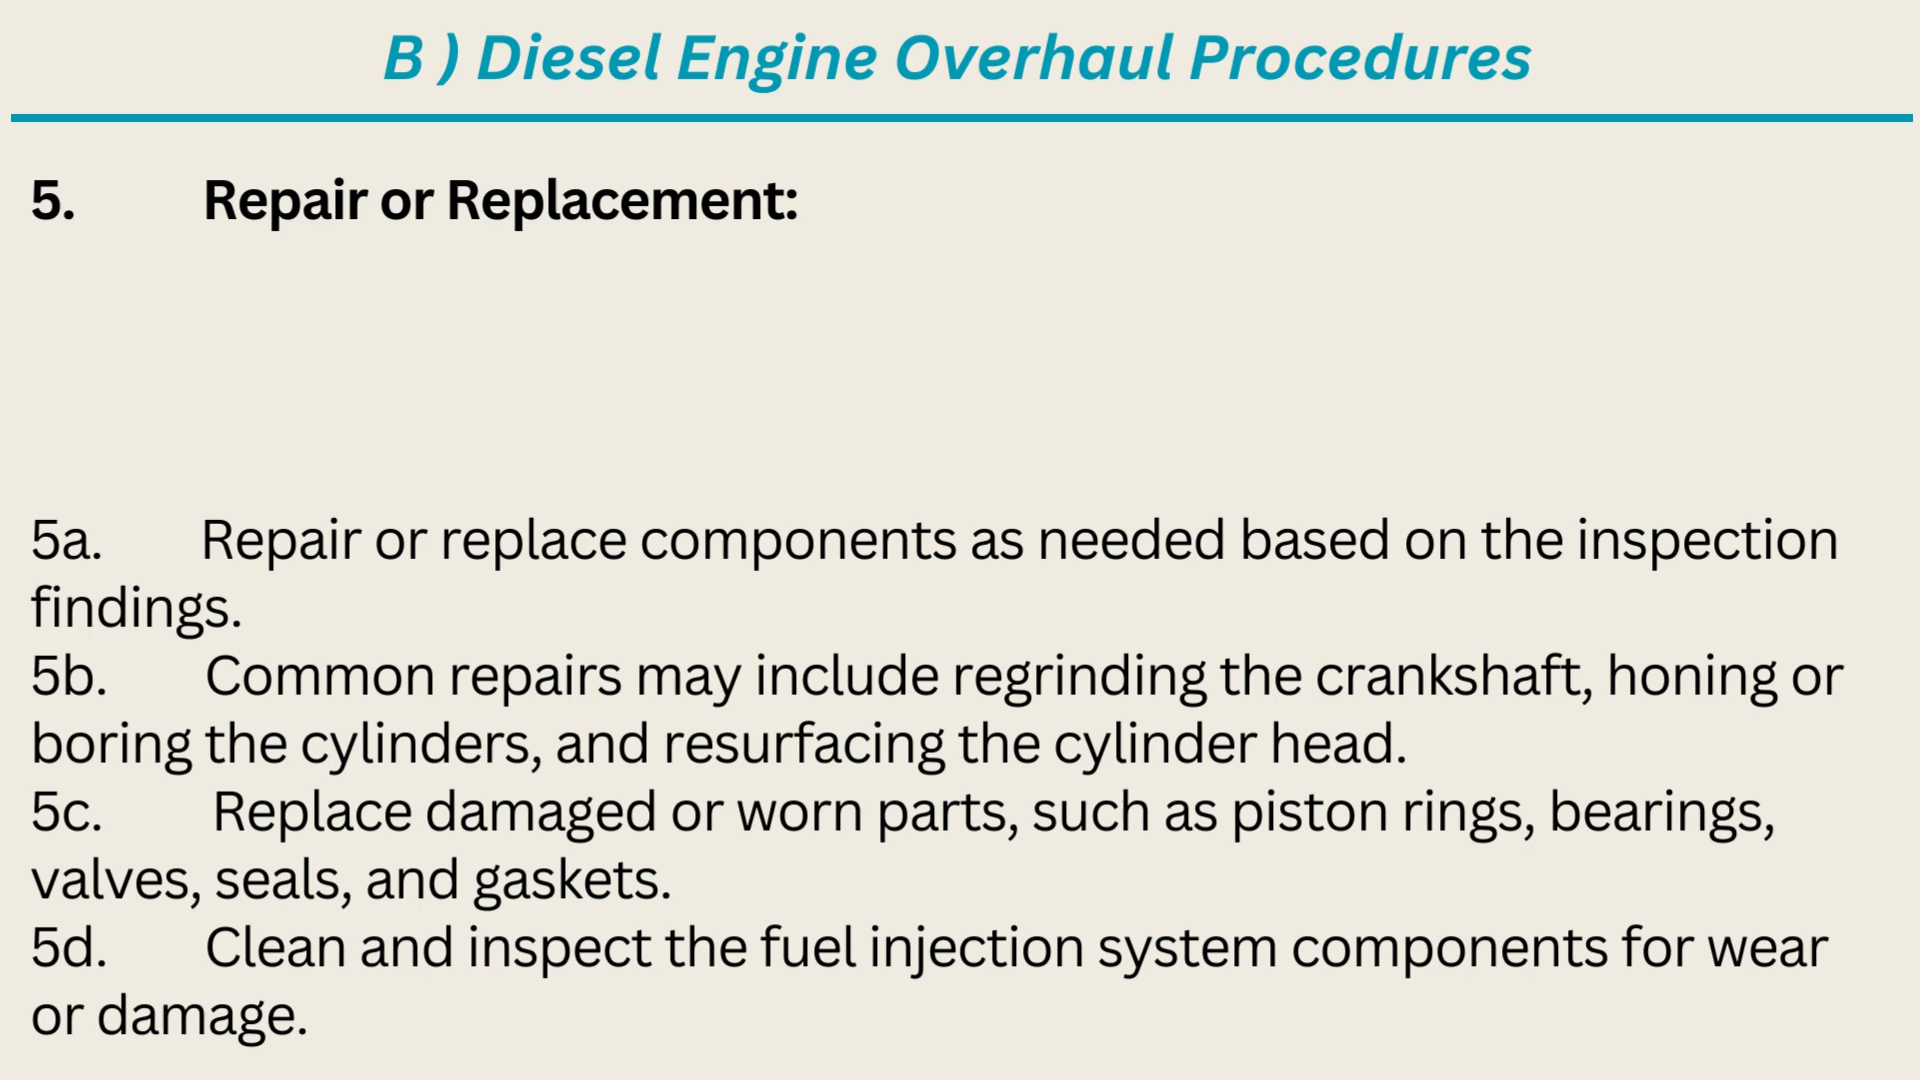 B ) Diesel Engine Overhaul Procedures
5. Repair or Replacement:
5a. Repair or replace components as needed based on the inspection
findings.
5b. Common repairs may include regrinding the crankshaft, honing or
boring the cylinders, and resurfacing the cylinder head.
5c. Replace damaged or worn parts, such as piston rings, bearings,
valves, seals, and gaskets.
5d. Clean and inspect the fuel injection system components for wear
or damage.